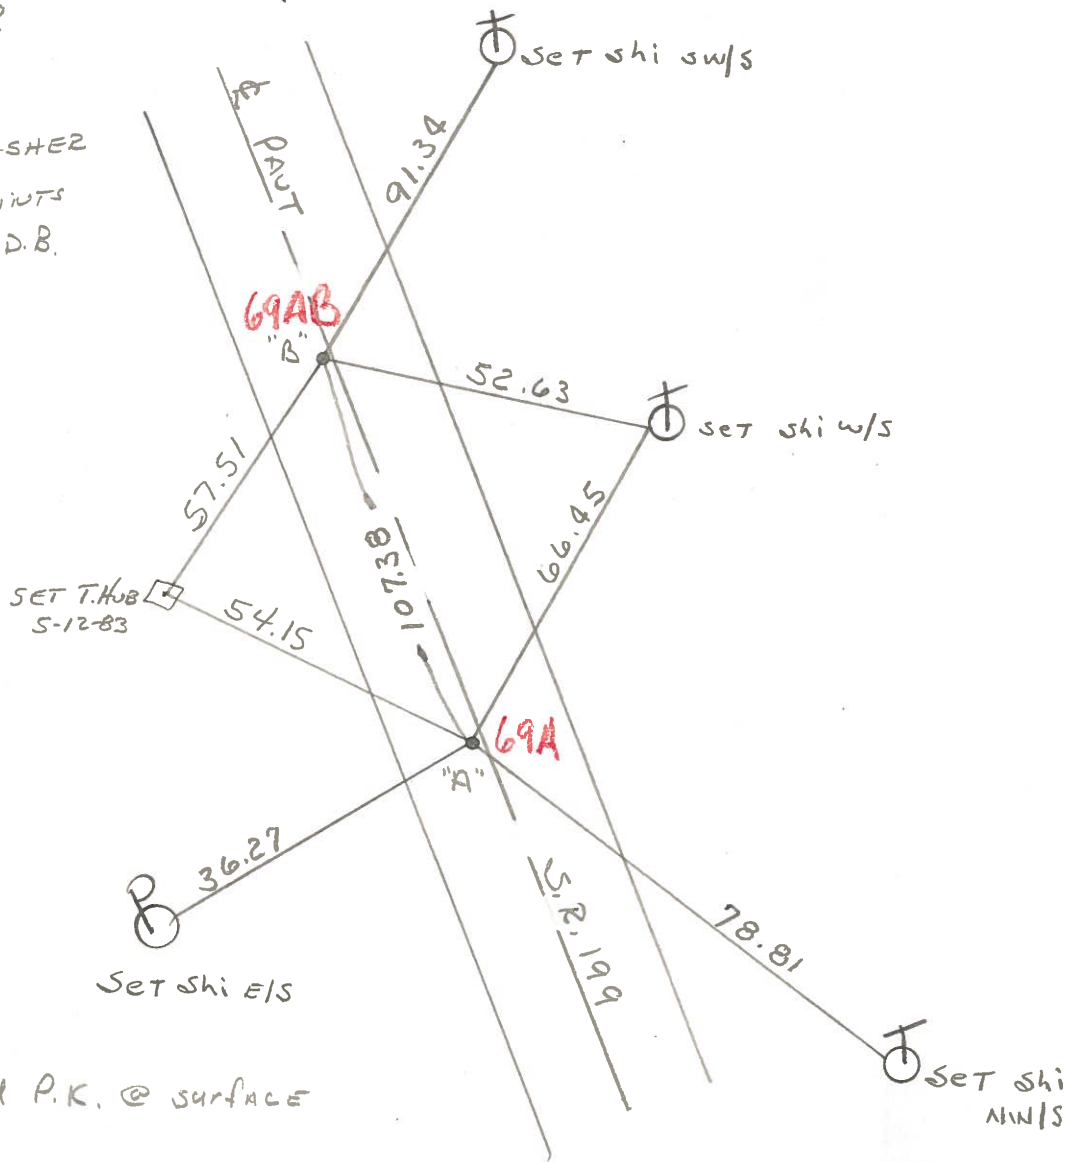 SET shi SW/S
℄ PAVT
91.34
69AB
"B"
52.63
SET shi W/S
57.51
66.45
107.38
SET T.HUB
5-12-83
54.15
69A
"A"
36.27
S.R. 199
78.81
SET shi E/S
SET shi
NW/S
P.K. @ surface
D.B.